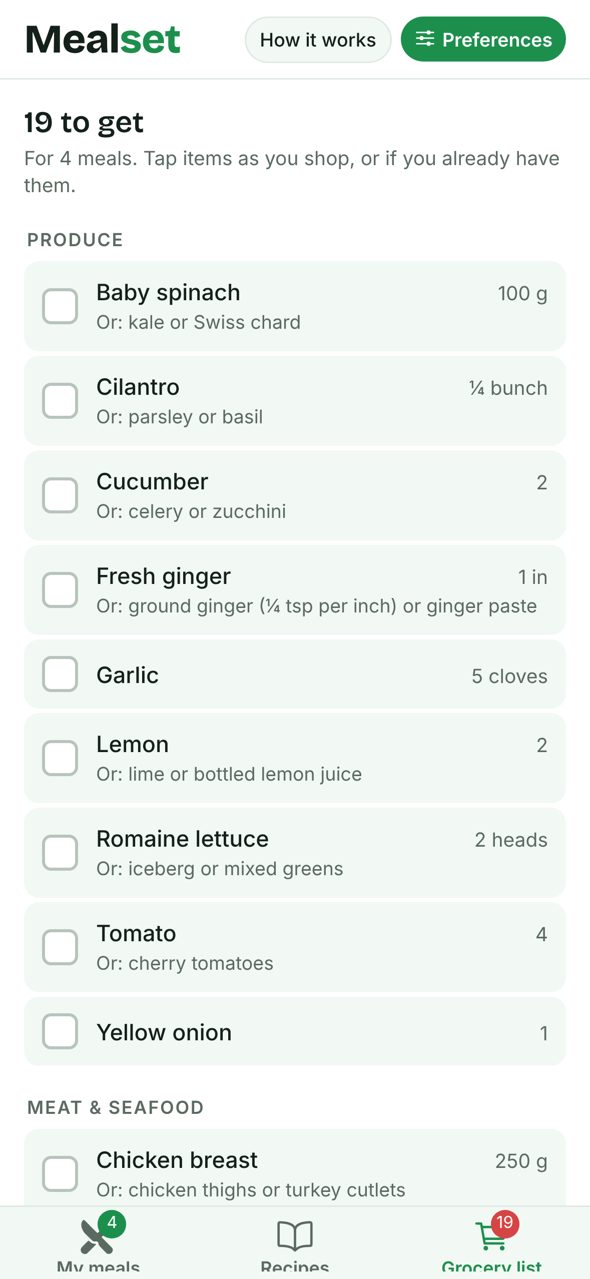 Mealset
How it works
Preferences
19 to get
For 4 meals. Tap items as you shop, or if you already have
them.
PRODUCE
Baby spinach 100 g
Or: kale or Swiss chard
Cilantro ¼ bunch
Or: parsley or basil
Cucumber 2
Or: celery or zucchini
Fresh ginger 1 in
Or: ground ginger (¼ tsp per inch) or ginger paste
Garlic 5 cloves
Lemon 2
Or: lime or bottled lemon juice
Romaine lettuce 2 heads
Or: iceberg or mixed greens
Tomato 4
Or: cherry tomatoes
Yellow onion 1
MEAT & SEAFOOD
Chicken breast 250 g
Or: chicken thighs or turkey cutlets
4
19
My meals
Recipes
Grocery list